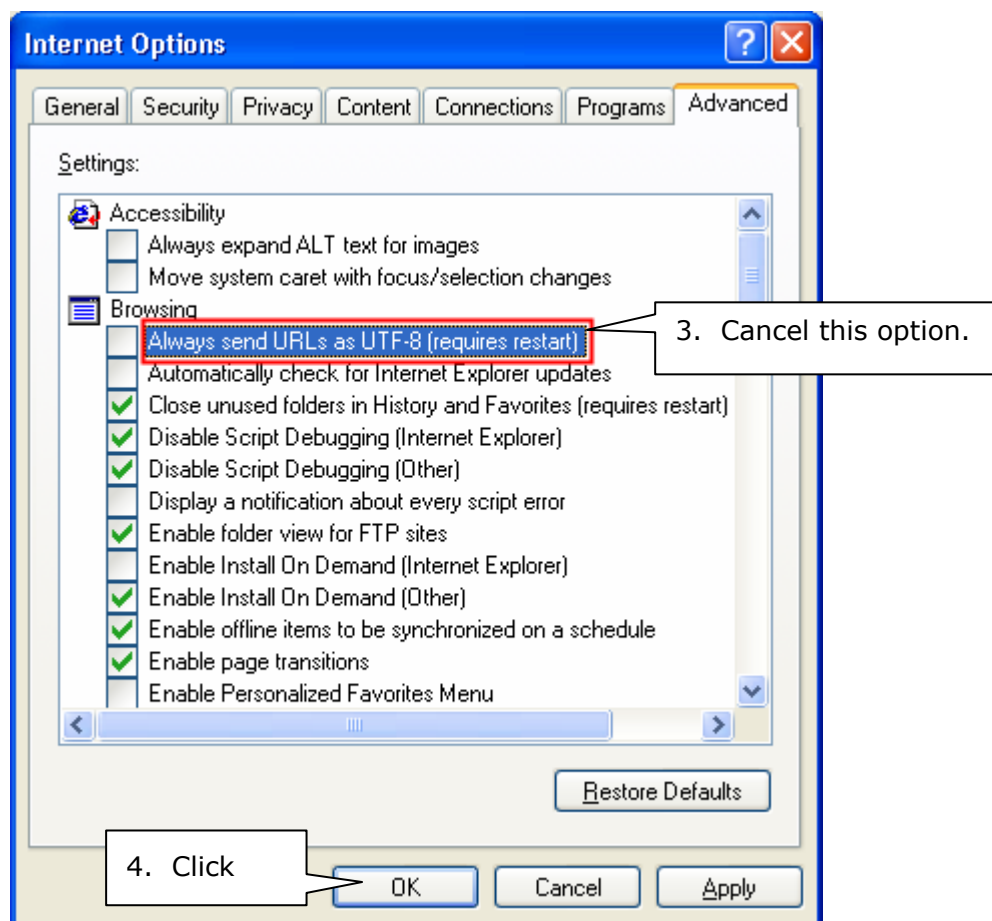 Internet Options
General Security Privacy Content Connections Programs Advanced
Settings:
Accessibility
Always expand ALT text for images
Move system caret with focus/selection changes
Browsing
Always send URLs as UTF-8 (requires restart)
3. Cancel this option.
Automatically check for Internet Explorer updates
Close unused folders in History and Favorites (requires restart)
Disable Script Debugging (Internet Explorer)
Disable Script Debugging (Other)
Display a notification about every script error
Enable folder view for FTP sites
Enable Install On Demand (Internet Explorer)
Enable Install On Demand (Other)
Enable offline items to be synchronized on a schedule
Enable page transitions
Enable Personalized Favorites Menu
Restore Defaults
4. Click
OK Cancel Apply